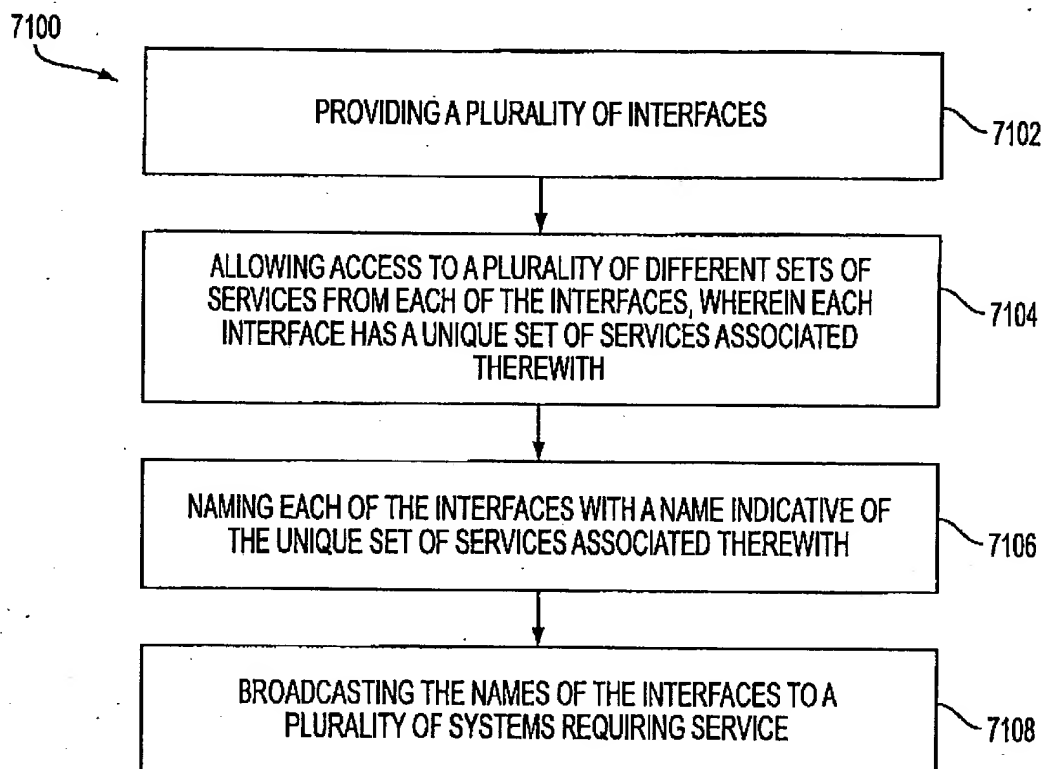 7100
PROVIDING A PLURALITY OF INTERFACES
7102
ALLOWING ACCESS TO A PLURALITY OF DIFFERENT SETS OF
SERVICES FROM EACH OF THE INTERFACES, WHEREIN EACH
INTERFACE HAS A UNIQUE SET OF SERVICES ASSOCIATED
THEREWITH
7104
NAMING EACH OF THE INTERFACES WITH A NAME INDICATIVE OF
THE UNIQUE SET OF SERVICES ASSOCIATED THEREWITH
7106
BROADCASTING THE NAMES OF THE INTERFACES TO A
PLURALITY OF SYSTEMS REQUIRING SERVICE
7108